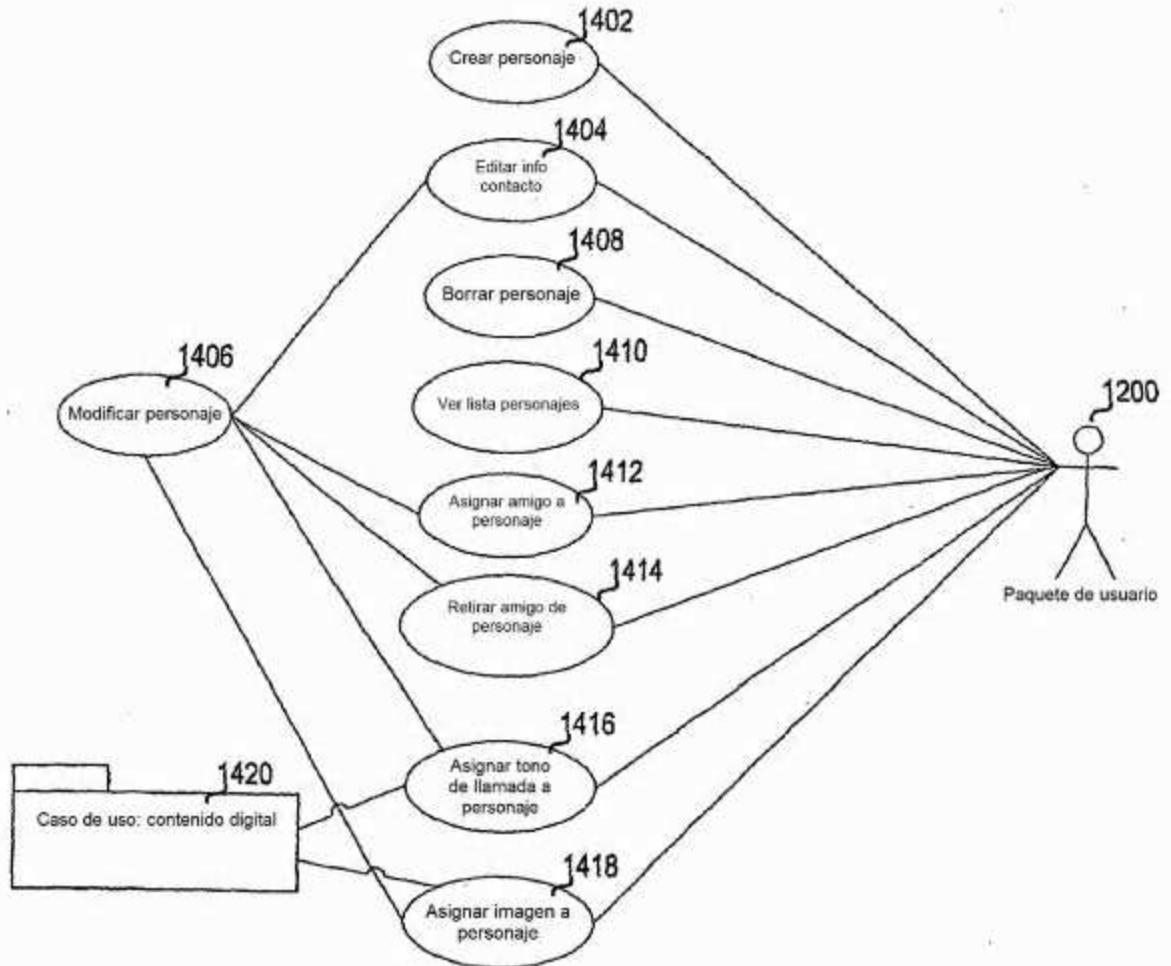 1402
Crear personaje
1404
Editar info
contacto
1408
Borrar personaje
1406
Modificar personaje
1410
Ver lista personajes
1200
1412
Asignar amigo a
personaje
1414
Retirar amigo de
personaje
Paquete de usuario
1416
Asignar tono
de llamada a
personaje
1420
Caso de uso: contenido digital
1418
Asignar imagen a
personaje